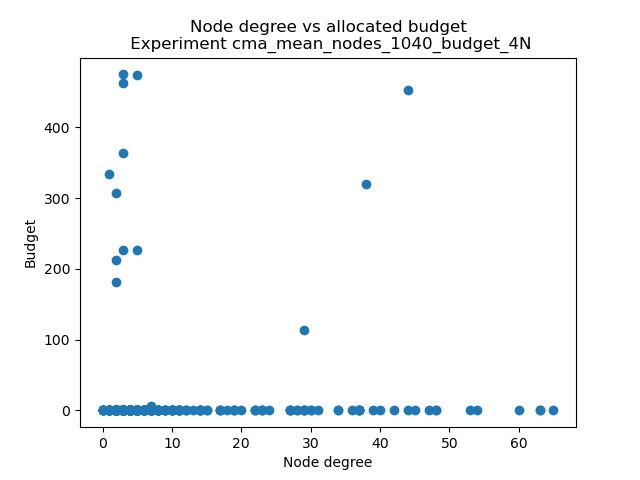 Node degree vs allocated budget
Experiment cma_mean_nodes_1040_budget_4N
400
300
200
100
0
Budget
0 10 20 30 40 50 60
Node degree